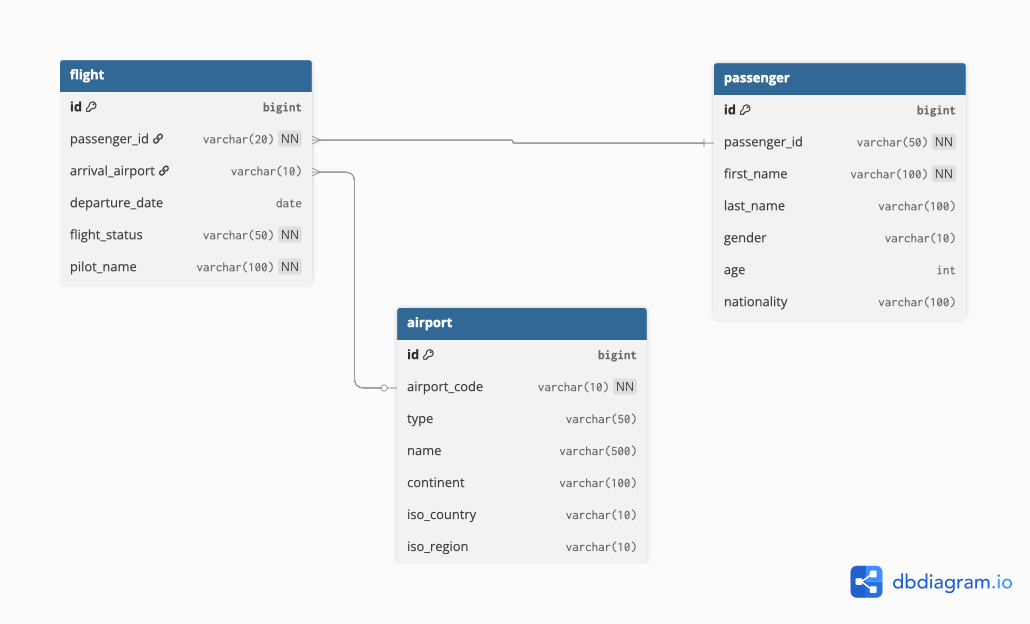 flight
id bigint
passenger_id varchar(20) NN
arrival_airport varchar(10)
departure_date date
flight_status varchar(50) NN
pilot_name varchar(100) NN
passenger
id bigint
passenger_id varchar(50) NN
first_name varchar(100) NN
last_name varchar(100)
gender varchar(10)
age int
nationality varchar(100)
airport
id bigint
airport_code varchar(10) NN
type varchar(50)
name varchar(500)
continent varchar(100)
iso_country varchar(10)
iso_region varchar(10)
dbdiagram.io